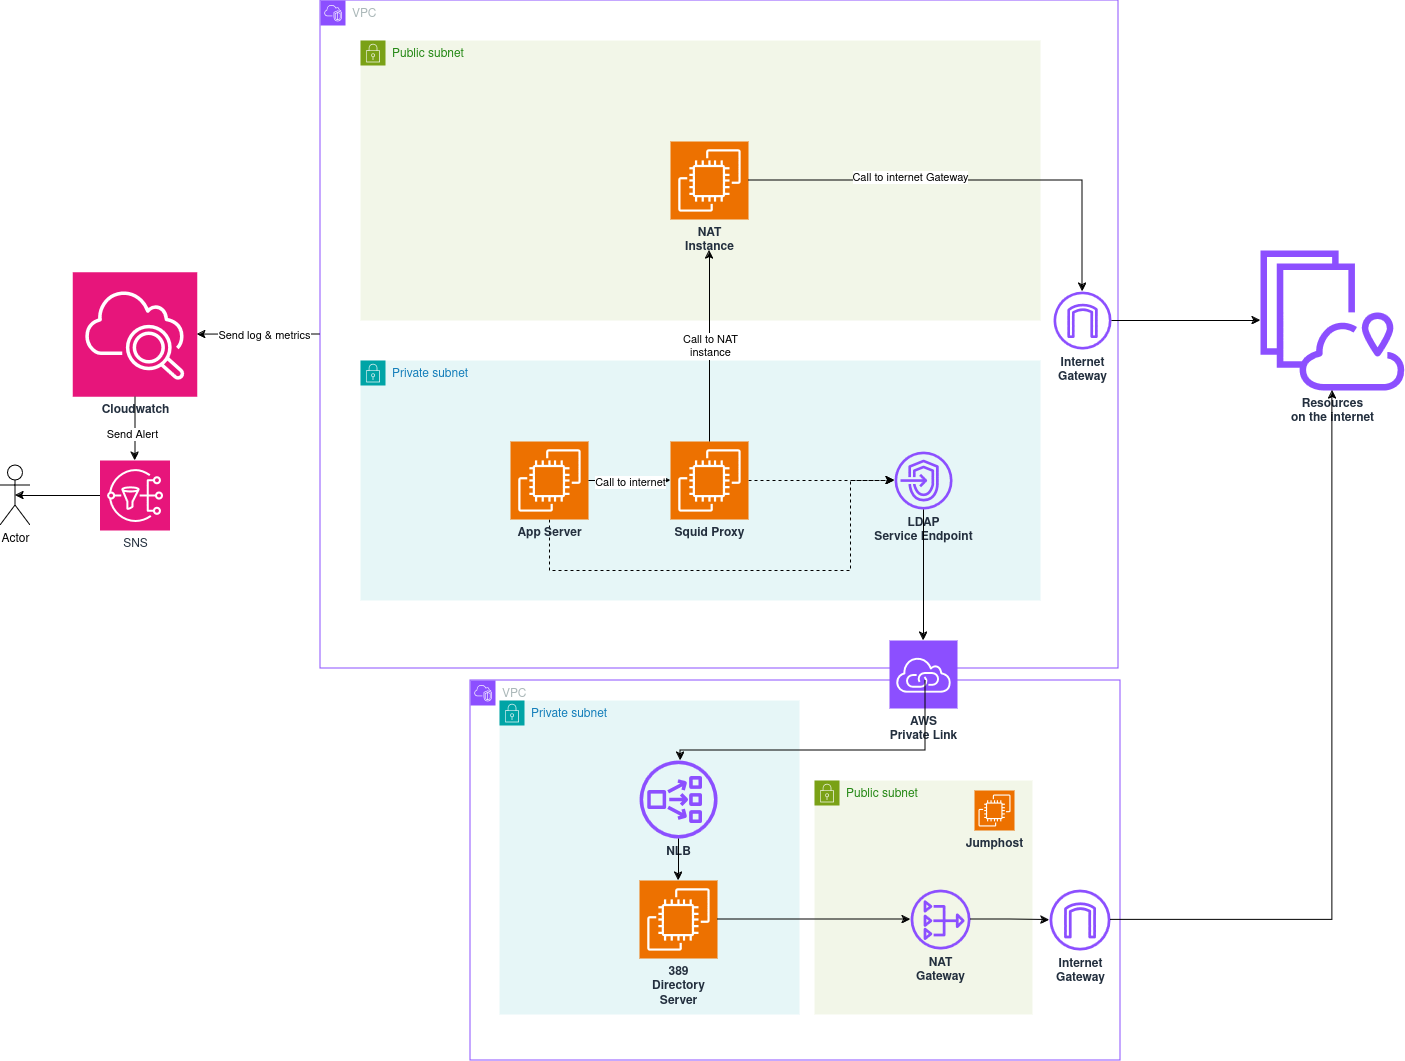 VPC
Public subnet
NAT
Instance
Call to internet Gateway
Internet
Gateway
Resources
on the internet
Send log & metrics
Cloudwatch
Send Alert
SNS
Actor
Call to NAT
instance
Private subnet
App Server
Call to internet
Squid Proxy
LDAP
Service Endpoint
AWS
Private Link
VPC
Private subnet
NLB
389
Directory
Server
Public subnet
Jumphost
NAT
Gateway
Internet
Gateway